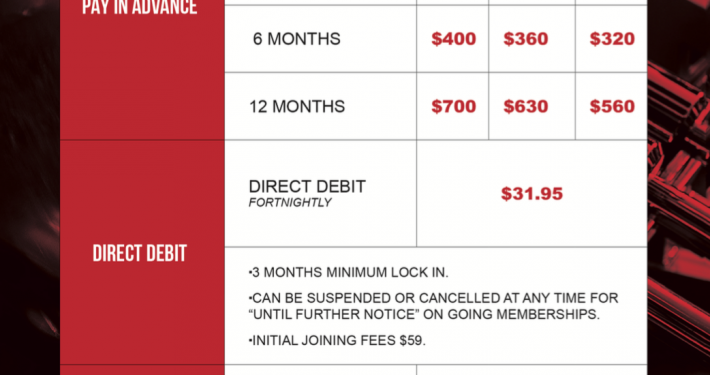 PAY IN ADVANCE
6 MONTHS $400 $360 $320
12 MONTHS $700 $630 $560
DIRECT DEBIT
DIRECT DEBIT
FORTNIGHTLY
$31.95
•3 MONTHS MINIMUM LOCK IN.
•CAN BE SUSPENDED OR CANCELLED AT ANY TIME FOR
“UNTIL FURTHER NOTICE” ON GOING MEMBERSHIPS.
•INITIAL JOINING FEES $59.